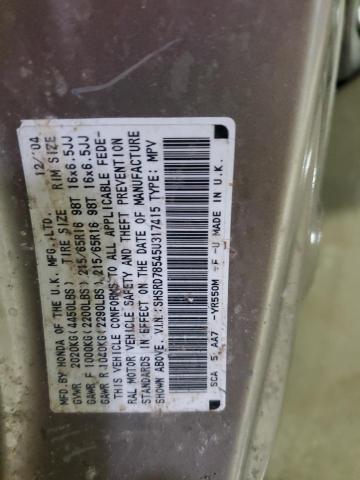 MFD.BY HONDA OF THE U.K. MFG.,LTD. 12/'04
TIRE SIZE RIM SIZE
GVWR 2020KG(4450LBS)
GAWR F 1000KG(2200LBS) 215/65R16 98T 16x6.5JJ
GAWR R 1040KG(2290LBS) 215/65R16 98T 16x6.5JJ
THIS VEHICLE CONFORMS TO ALL APPLICABLE FEDE-
RAL MOTOR VEHICLE SAFETY AND THEFT PREVENTION
STANDARDS IN EFFECT ON THE DATE OF MANUFACTURE
SHOWN ABOVE. V.I.N.:SHSRD78545U317415 TYPE: MPV
SCA 5 AA7 -YR550M -F -U MADE IN U.K.